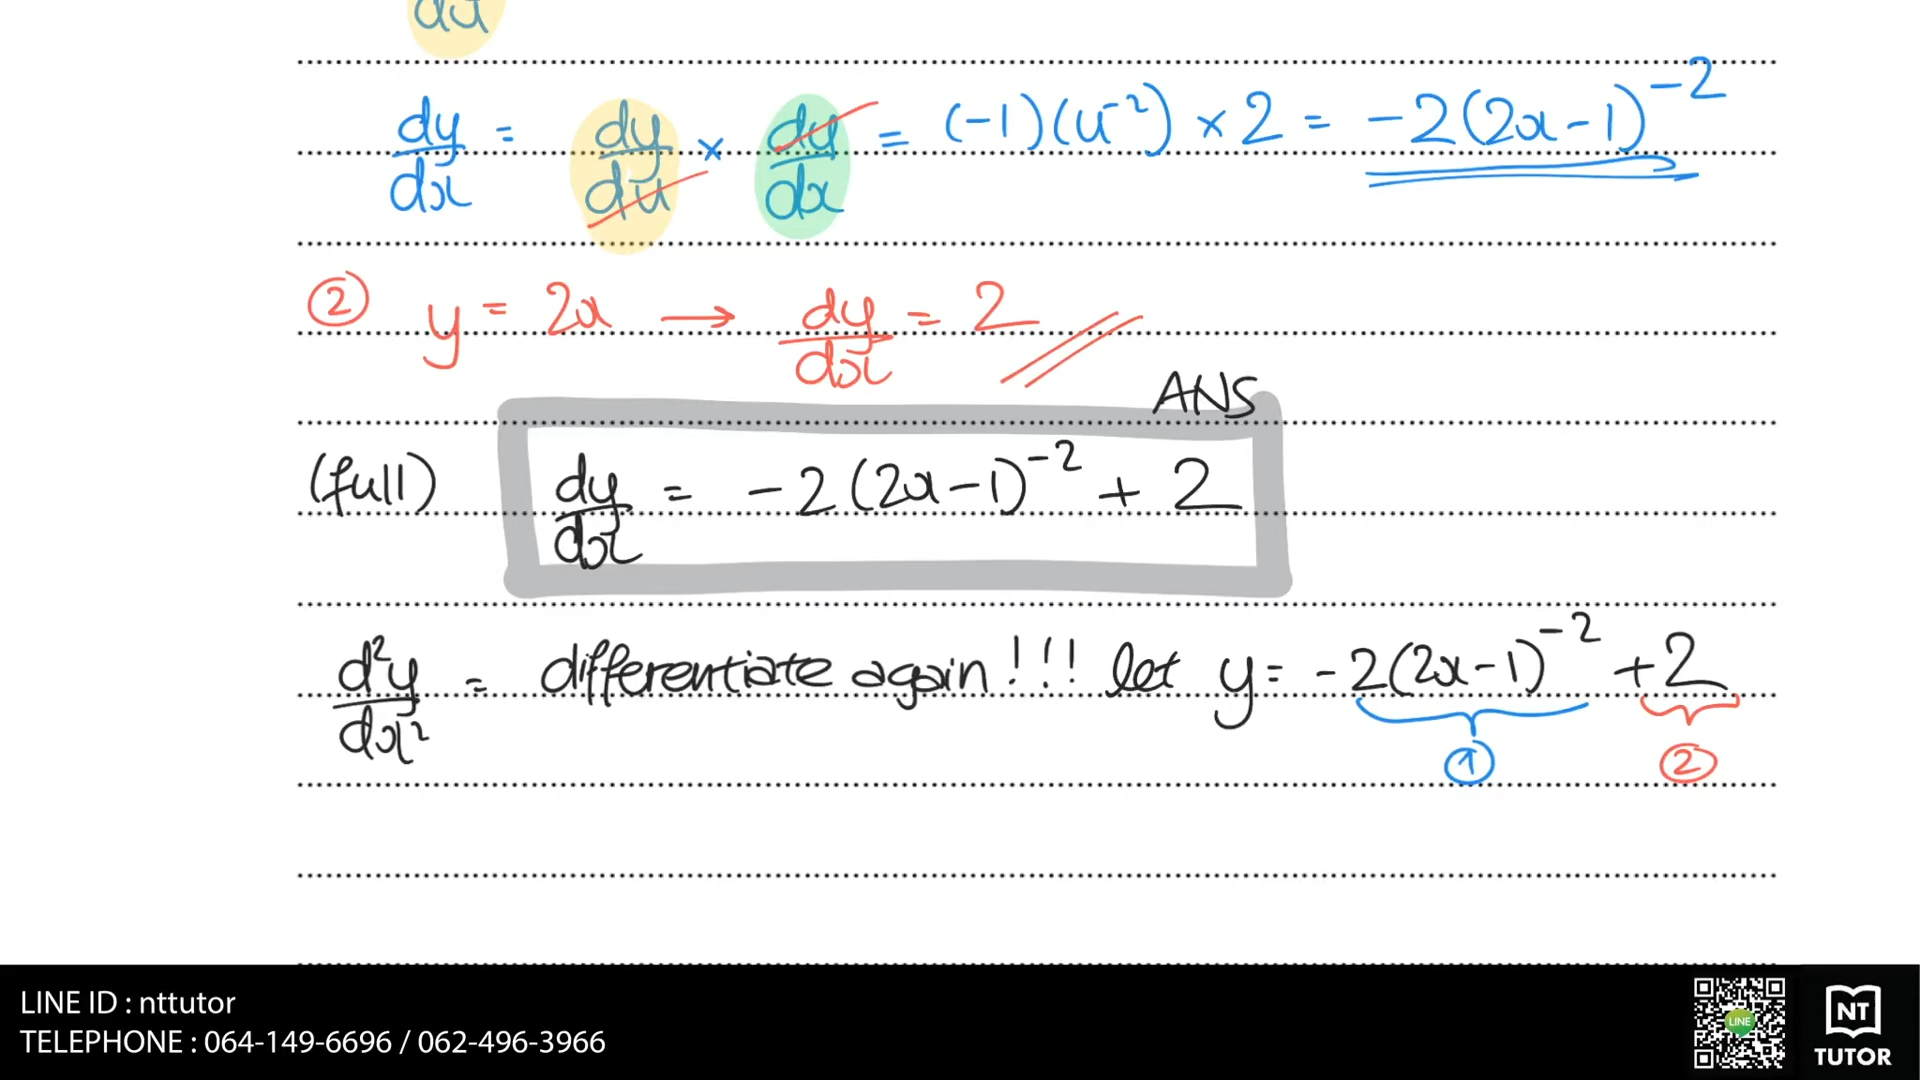 du
dy/dx = dy/du × dy/dx = (-1)(u⁻²) × 2 = -2(2x-1)⁻²
② y = 2x → dy/dx = 2
ANS
(full) dy/dx = -2(2x-1)⁻² + 2
d²y/dx² = differentiate again!!! let y = -2(2x-1)⁻² + 2
① ②
LINE ID : nttutor
TELEPHONE : 064-149-6696 / 062-496-3966
LINE
NT
TUTOR